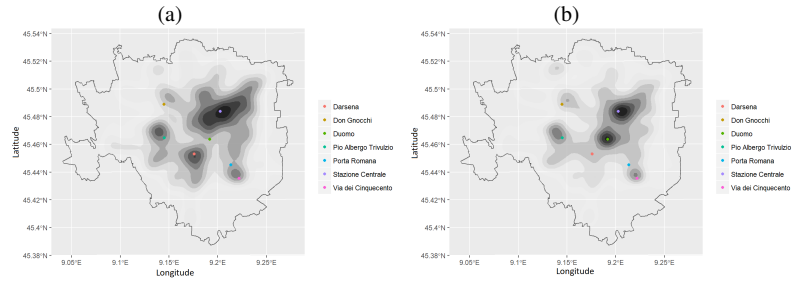 (a)
45.54°N
45.52°N
45.5°N
45.48°N
45.46°N
45.44°N
45.42°N
45.4°N
45.38°N
Latitude
9.05°E
9.1°E
9.15°E
9.2°E
9.25°E
Longitude
Darsena
Don Gnocchi
Duomo
Pio Albergo Trivulzio
Porta Romana
Stazione Centrale
Via dei Cinquecento
(b)
45.54°N
45.52°N
45.5°N
45.48°N
45.46°N
45.44°N
45.42°N
45.4°N
45.38°N
Latitude
9.05°E
9.1°E
9.15°E
9.2°E
9.25°E
Longitude
Darsena
Don Gnocchi
Duomo
Pio Albergo Trivulzio
Porta Romana
Stazione Centrale
Via dei Cinquecento